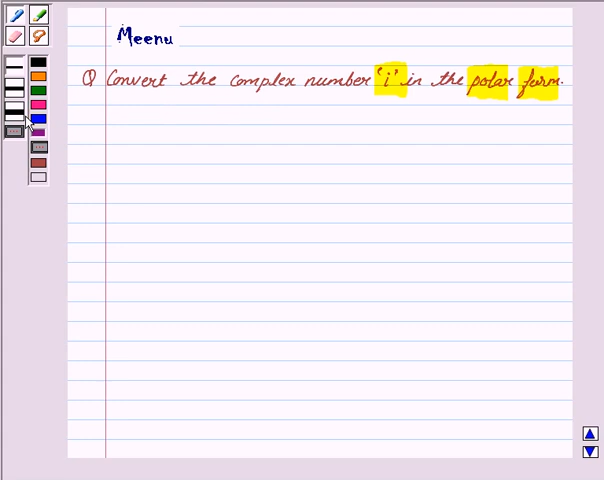 Meenu
Q Convert the complex number 'i' in the polar form.